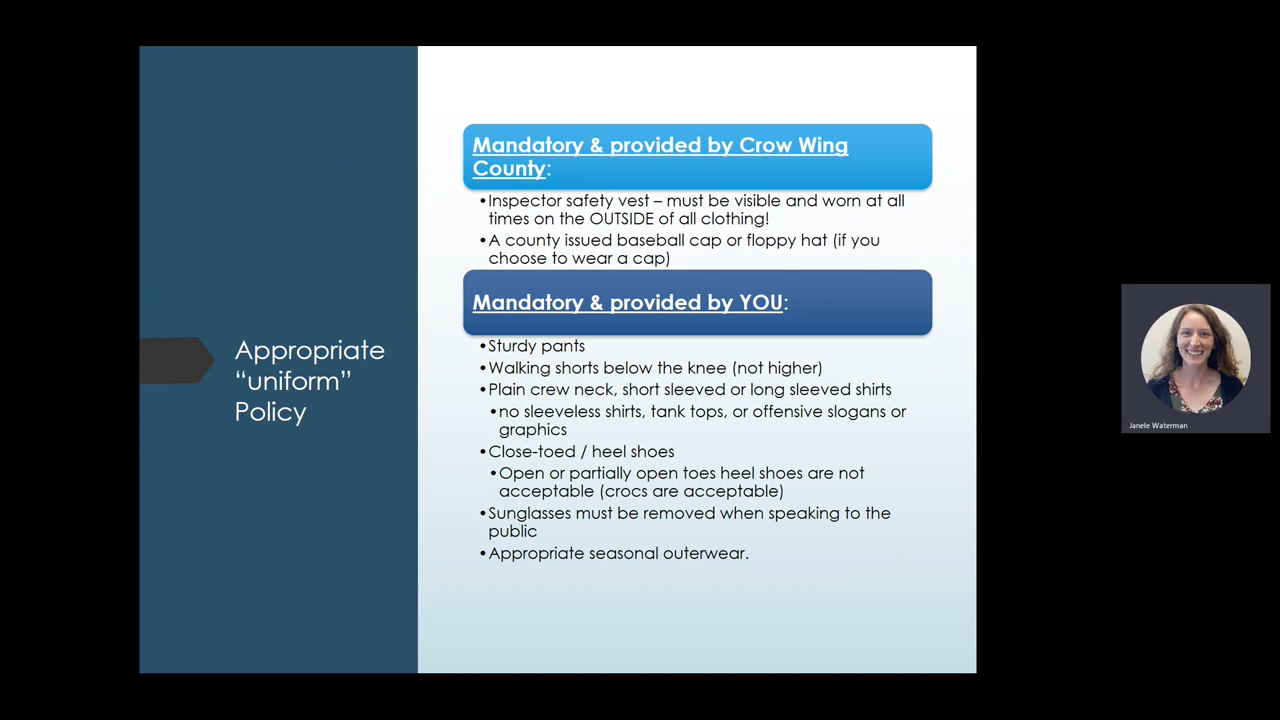 Appropriate
“uniform”
Policy
Mandatory & provided by Crow Wing
County:
•Inspector safety vest – must be visible and worn at all
times on the OUTSIDE of all clothing!
•A county issued baseball cap or floppy hat (if you
choose to wear a cap)
Mandatory & provided by YOU:
•Sturdy pants
•Walking shorts below the knee (not higher)
•Plain crew neck, short sleeved or long sleeved shirts
•no sleeveless shirts, tank tops, or offensive slogans or
graphics
•Close-toed / heel shoes
•Open or partially open toes heel shoes are not
acceptable (crocs are acceptable)
•Sunglasses must be removed when speaking to the
public
•Appropriate seasonal outerwear.
Janele Waterman